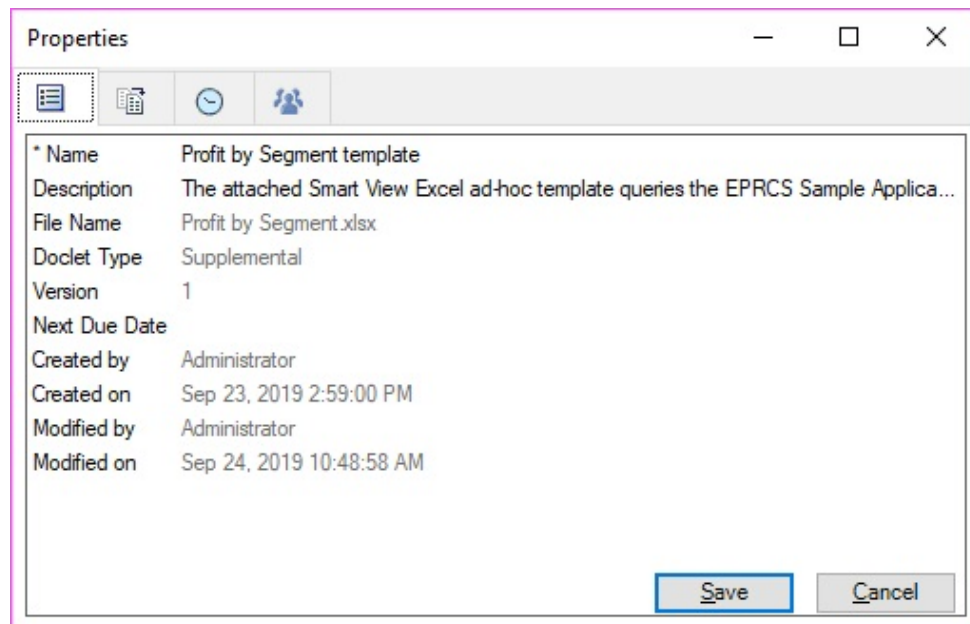 Properties
* Name Profit by Segment template
Description The attached Smart View Excel ad-hoc template queries the EPRCS Sample Applica...
File Name Profit by Segment.xlsx
Doclet Type Supplemental
Version 1
Next Due Date
Created by Administrator
Created on Sep 23, 2019 2:59:00 PM
Modified by Administrator
Modified on Sep 24, 2019 10:48:58 AM
Save Cancel